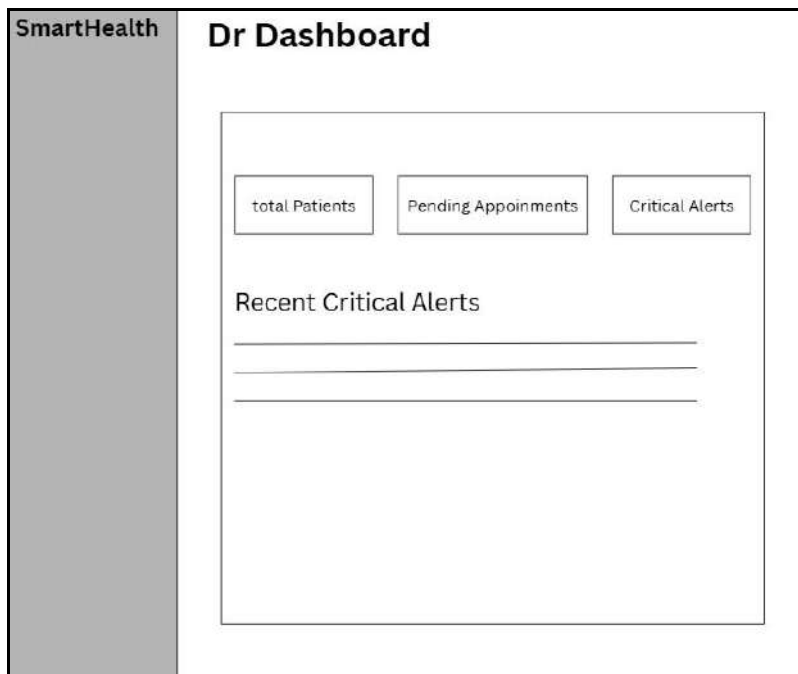 SmartHealth
Dr Dashboard
total Patients
Pending Appoinments
Critical Alerts
Recent Critical Alerts